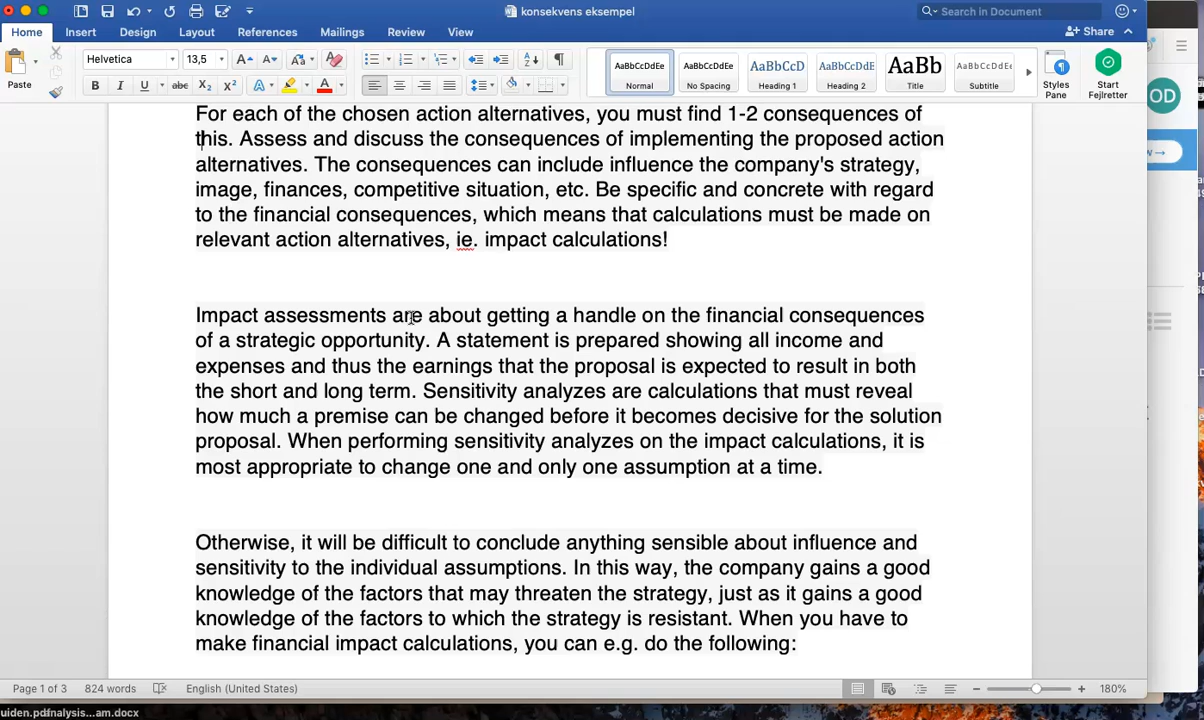 konsekvens eksempel
Search in Document
Home Insert Design Layout References Mailings Review View
Share
Paste
Helvetica 13,5
AaBbCcDdEe AaBbCcDdEe AaBbCcD AaBbCcDdE AaBb AaBbCcDdEe
Normal No Spacing Heading 1 Heading 2 Title Subtitle
Styles Pane
Start Fejlretter
OD
For each of the chosen action alternatives, you must find 1-2 consequences of
this. Assess and discuss the consequences of implementing the proposed action
alternatives. The consequences can include influence the company's strategy,
image, finances, competitive situation, etc. Be specific and concrete with regard
to the financial consequences, which means that calculations must be made on
relevant action alternatives, ie. impact calculations!
Impact assessments are about getting a handle on the financial consequences
of a strategic opportunity. A statement is prepared showing all income and
expenses and thus the earnings that the proposal is expected to result in both
the short and long term. Sensitivity analyzes are calculations that must reveal
how much a premise can be changed before it becomes decisive for the solution
proposal. When performing sensitivity analyzes on the impact calculations, it is
most appropriate to change one and only one assumption at a time.
Otherwise, it will be difficult to conclude anything sensible about influence and
sensitivity to the individual assumptions. In this way, the company gains a good
knowledge of the factors that may threaten the strategy, just as it gains a good
knowledge of the factors to which the strategy is resistant. When you have to
make financial impact calculations, you can e.g. do the following:
Page 1 of 3 824 words English (United States) 180%
uiden.pdfnalysis...am.docx